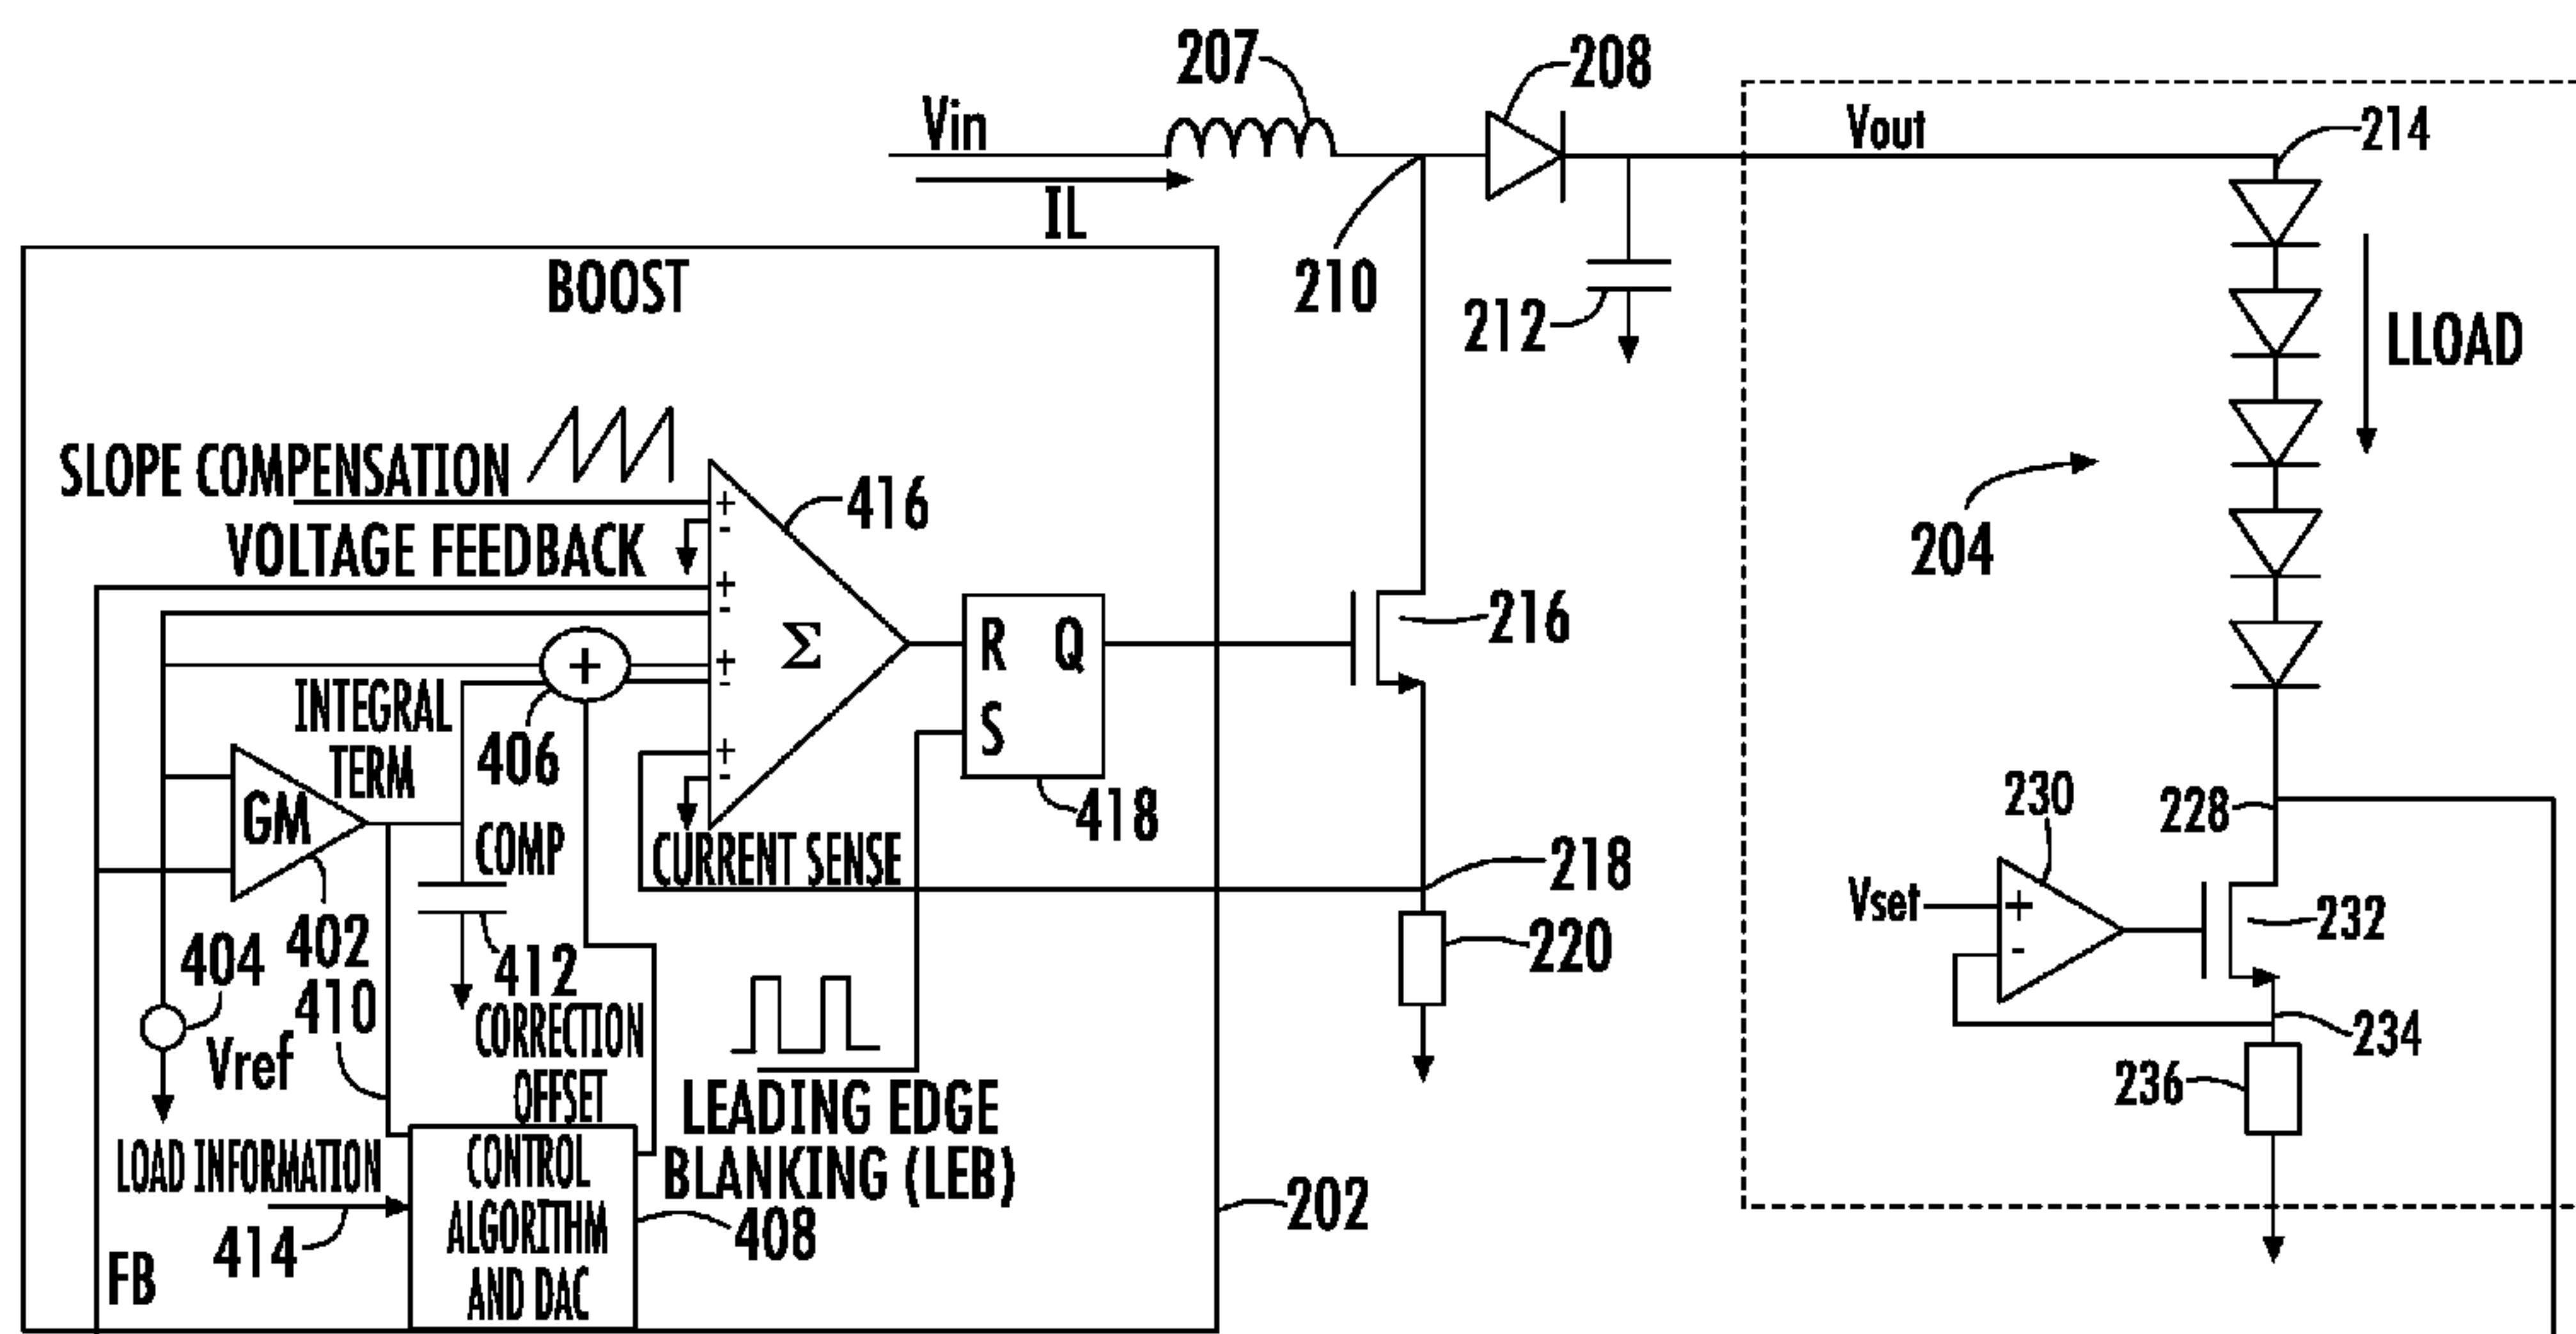 207
208
Vin
Vout
214
IL
BOOST
210
212
LLOAD
SLOPE COMPENSATION
416
VOLTAGE FEEDBACK
204
+
-
+
-
+
-
+
-
Σ
R Q
S
216
+
INTEGRAL
TERM
406
GM
COMP
418
CURRENT SENSE
218
230
228
Vset
+
-
232
402
404
412
220
410
Vref
CORRECTION
OFFSET
234
236
LEADING EDGE
BLANKING (LEB)
LOAD INFORMATION
CONTROL
ALGORITHM
AND DAC
408
202
414
FB